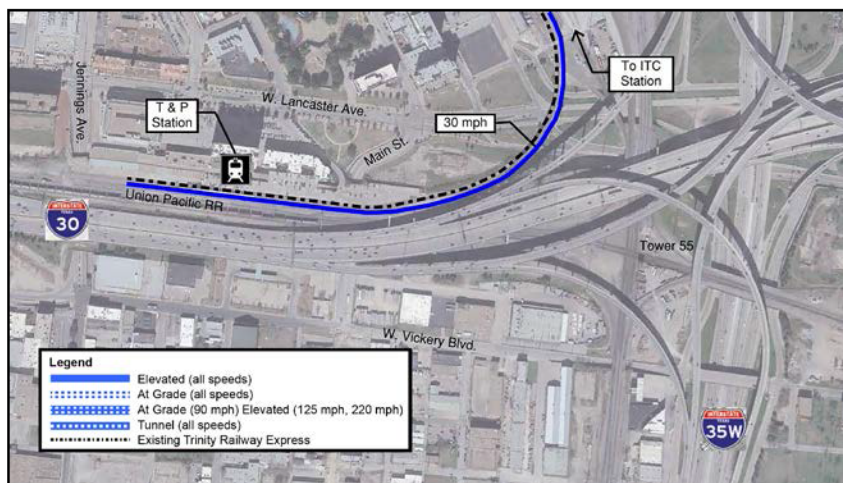 To ITC
Station
Jennings Ave.
T & P
Station
W. Lancaster Ave.
30 mph
Main St.
Union Pacific RR
INTERSTATE
TEXAS
30
Tower 55
W. Vickery Blvd.
Legend
Elevated (all speeds)
At Grade (all speeds)
At Grade (90 mph) Elevated (125 mph, 220 mph)
Tunnel (all speeds)
Existing Trinity Railway Express
INTERSTATE
TEXAS
35W